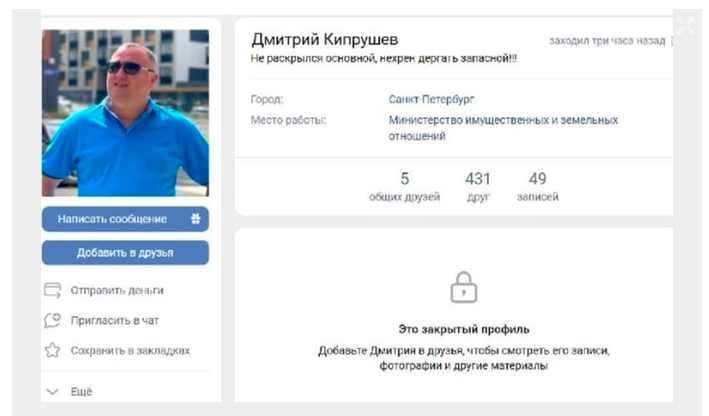 Дмитрий Кипрушев
заходил три часа назад
Не раскрылся основной, нехрен дергать запасной!!!
Город:
Санкт-Петербург
Место работы:
Министерство имущественных и земельных
отношений
5
431
49
общих друзей
друг
записей
Написать сообщение
Добавить в друзья
Отправить деньги
Пригласить в чат
Сохранить в закладках
Ещё
Это закрытый профиль
Добавьте Дмитрия в друзья, чтобы смотреть его записи,
фотографии и другие материалы